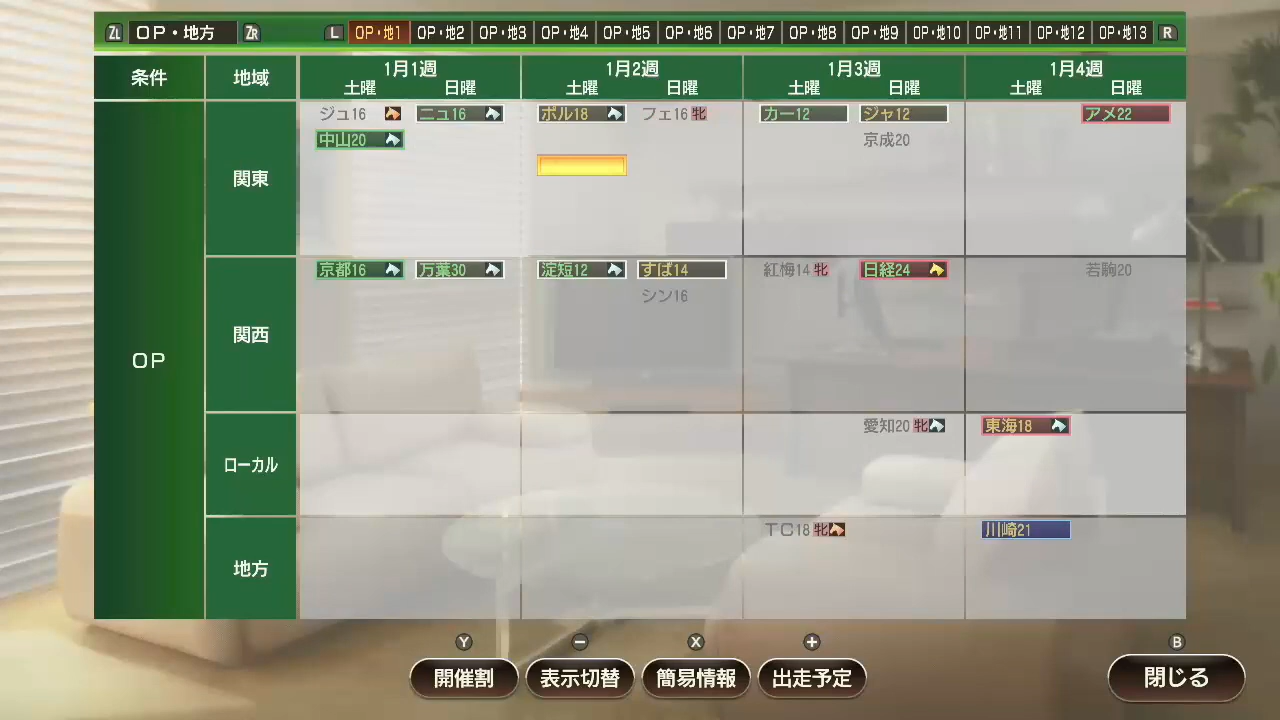 ZL OP・地方 ZR L OP・地1 OP・地2 OP・地3 OP・地4 OP・地5 OP・地6 OP・地7 OP・地8 OP・地9 OP・地10 OP・地11 OP・地12 OP・地13 R
条件 地域 1月1週 1月2週 1月3週 1月4週
土曜 日曜 土曜 日曜 土曜 日曜 土曜 日曜
ジュ16 ニュ16 ポル18 フェ16 牝 カー12 ジャ12 アメ22
中山20 京成20
関東
京都16 万葉30 淀短12 すば14 紅梅14 牝 日経24 若駒20
シン16
関西
OP
愛知20 牝 東海18
ローカル
TC18 牝 川崎21
地方
Y − X + B
開催割 表示切替 簡易情報 出走予定 閉じる